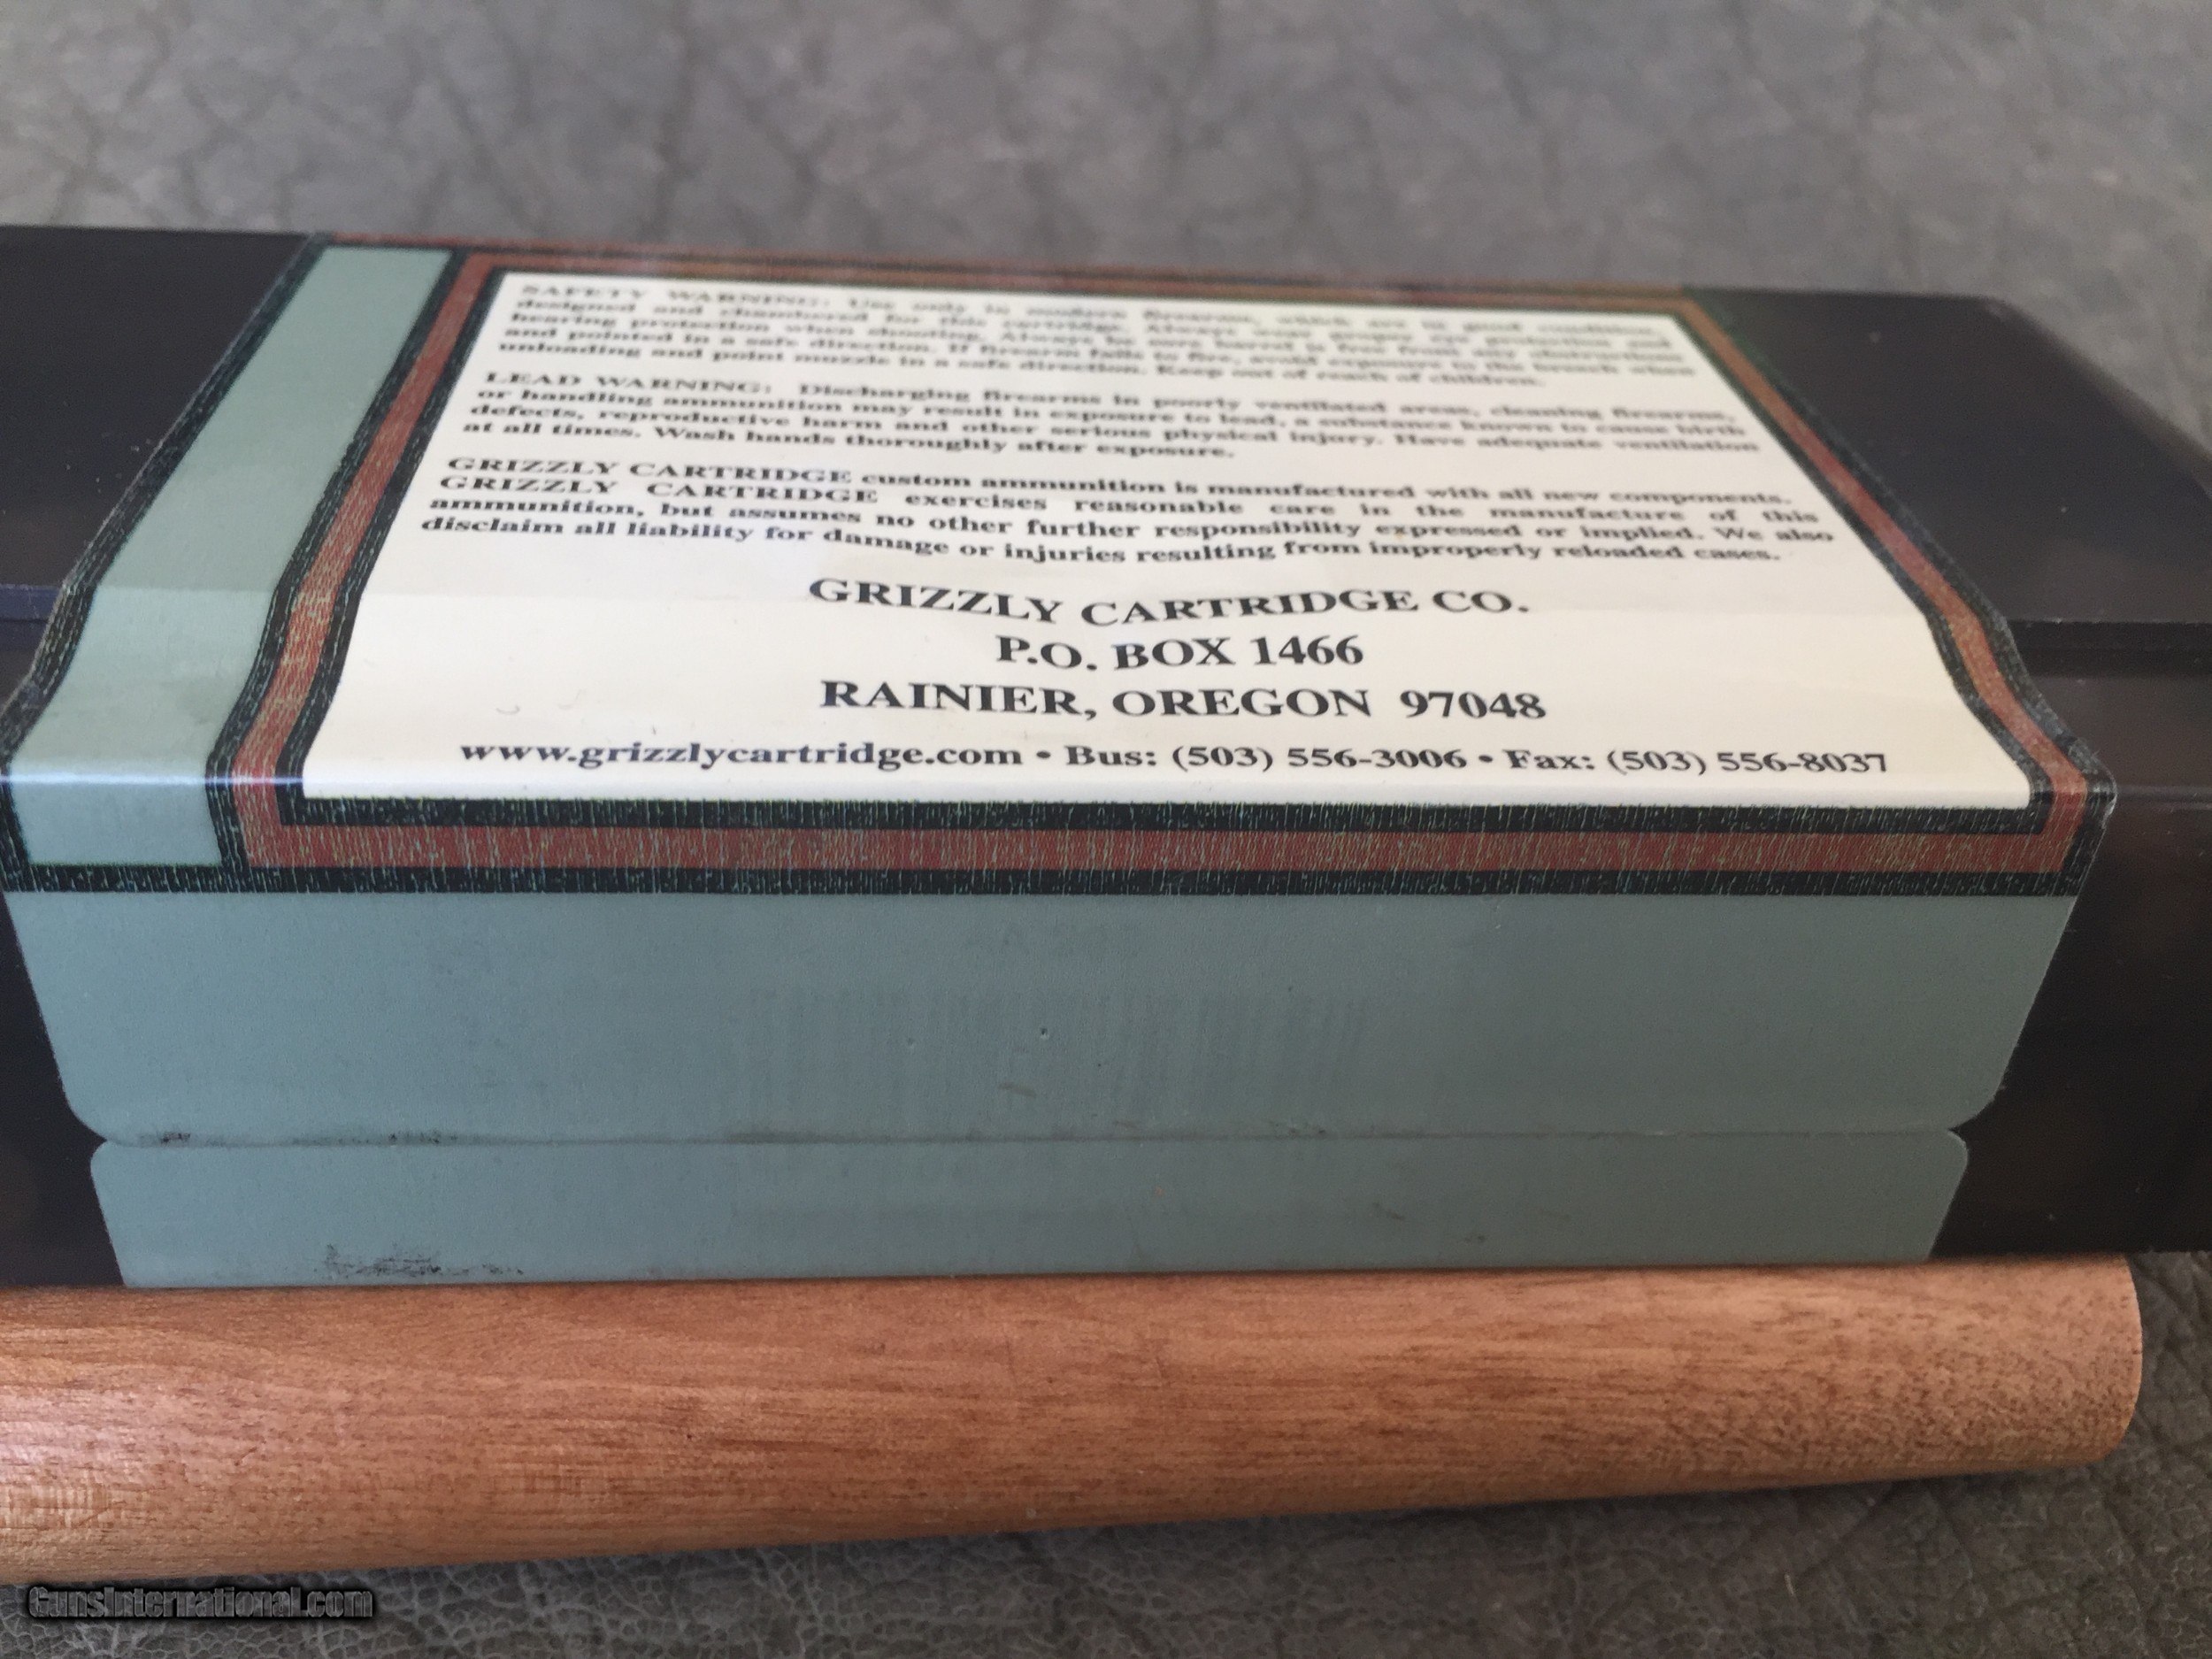 SAFETY WARNING: Use only in modern firearms, which are in good condition,
designed and chambered for this cartridge. Always wear proper eye protection and
hearing protection when shooting. Always be sure barrel is free from any obstructions
and pointed in a safe direction. If firearm fails to fire, avoid exposure to the breech when
unloading and point muzzle in a safe direction. Keep out of reach of children.
LEAD WARNING: Discharging firearms in poorly ventilated areas, cleaning firearms,
or handling ammunition may result in exposure to lead, a substance known to cause birth
defects, reproductive harm and other serious physical injury. Have adequate ventilation
at all times. Wash hands thoroughly after exposure.
GRIZZLY CARTRIDGE custom ammunition is manufactured with all new components.
GRIZZLY CARTRIDGE exercises reasonable care in the manufacture of this
ammunition, but assumes no other further responsibility expressed or implied. We also
disclaim all liability for damage or injuries resulting from improperly reloaded cases.
GRIZZLY CARTRIDGE CO.
P.O. BOX 1466
RAINIER, OREGON 97048
www.grizzlycartridge.com • Bus: (503) 556-3006 • Fax: (503) 556-8037
GunsInternational.com